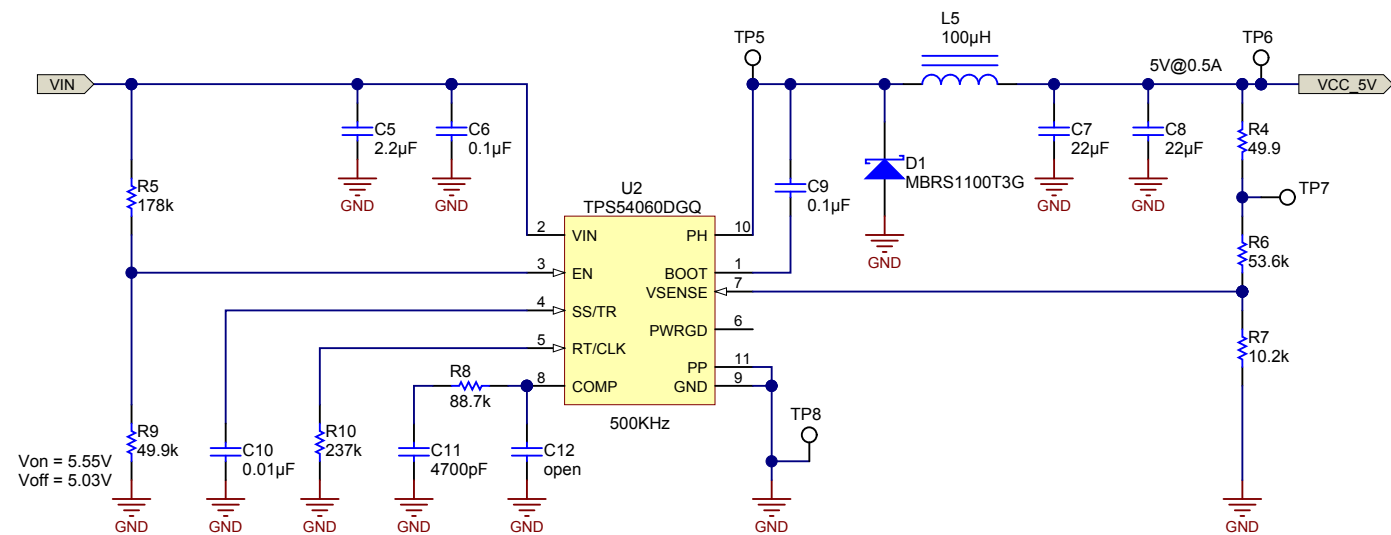 L5
100µH
TP5
TP6
VIN
5V@0.5A
VCC_5V
C5
2.2µF
C6
0.1µF
C7
22µF
C8
22µF
R4
49.9
D1
MBRS1100T3G
GND
GND
GND
GND
R5
178k
U2
TPS54060DGQ
C9
0.1µF
TP7
GND
2
VIN
PH
10
R6
53.6k
3
EN
BOOT
1
VSENSE
7
4
SS/TR
PWRGD
6
5
RT/CLK
R7
10.2k
PP
11
R8
88.7k
8
COMP
GND
9
500KHz
TP8
R9
49.9k
Von = 5.55V
Voff = 5.03V
C10
0.01µF
R10
237k
C11
4700pF
C12
open
GND
GND
GND
GND
GND
GND
GND